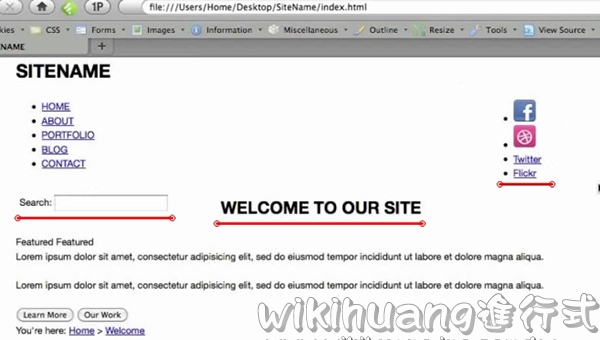 file:///Users/Home/Desktop/SiteName/index.html
CSS Forms Images Information Miscellaneous Outline Resize Tools View Source
SITENAME
HOME
ABOUT
PORTFOLIO
BLOG
CONTACT
Twitter
Flickr
Search:
WELCOME TO OUR SITE
Featured Featured
Lorem ipsum dolor sit amet, consectetur adipisicing elit, sed do eiusmod tempor incididunt ut labore et dolore magna aliqua.
Lorem ipsum dolor sit amet, consectetur adipisicing elit, sed do eiusmod tempor incididunt ut labore et dolore magna aliqua.
Learn More Our Work
You're here: Home > Welcome
wikihuang進行式